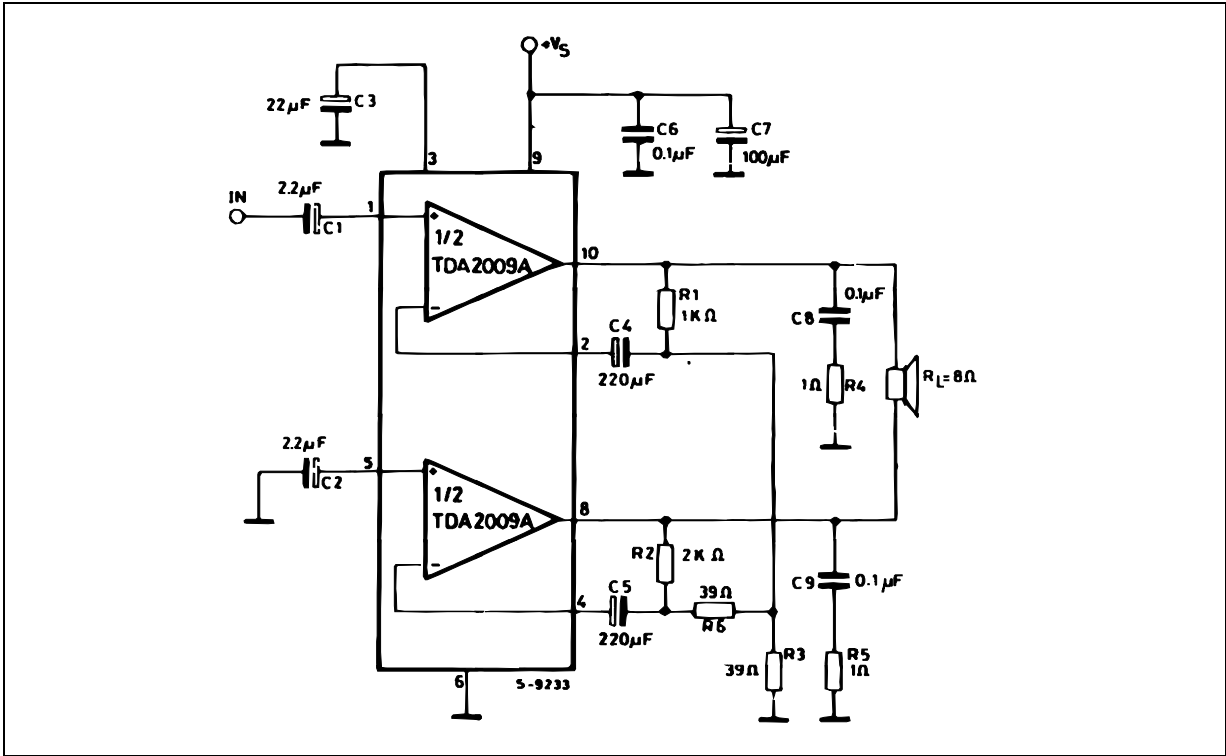 +VS
22µF
C3
C6
0.1µF
C7
100µF
3
9
IN
2.2µF
C1
1
+
1/2
TDA2009A
–
10
R1
1KΩ
0.1µF
C8
C4
2
220µF
1Ω
R4
RL=8Ω
2.2µF
C2
5
+
1/2
TDA2009A
–
8
R2
2KΩ
C5
4
220µF
39Ω
R6
C9
0.1µF
39Ω
R3
R5
1Ω
6
S-9233